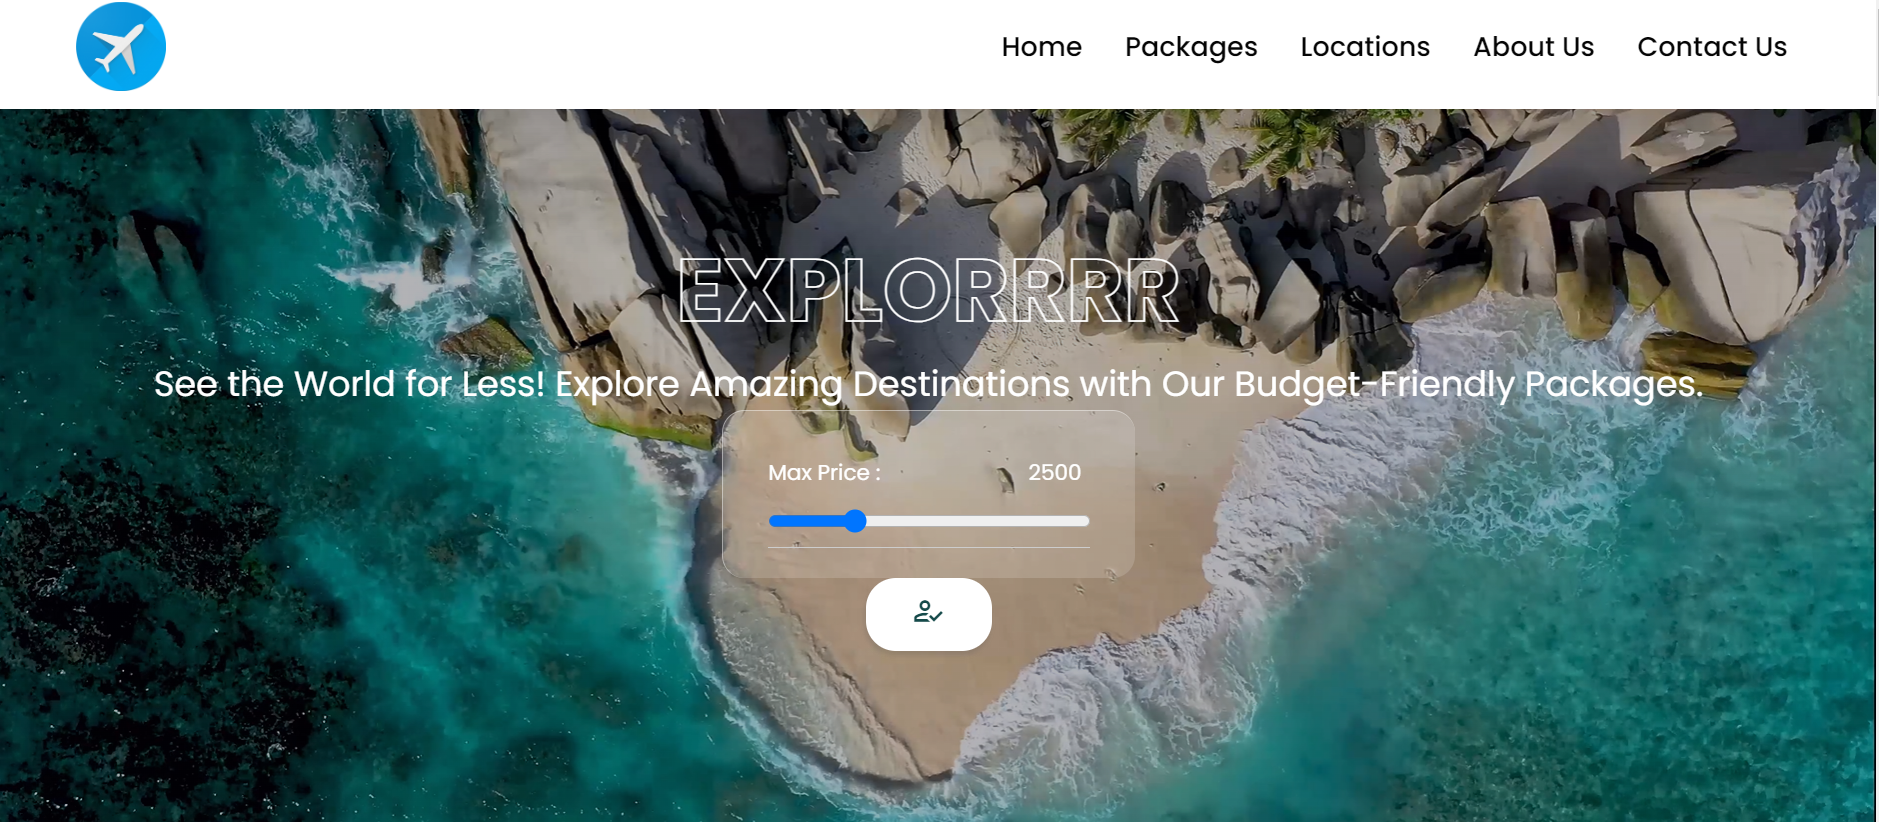 Home Packages Locations About Us Contact Us
EXPLORRRR
See the World for Less! Explore Amazing Destinations with Our Budget-Friendly Packages.
Max Price : 2500